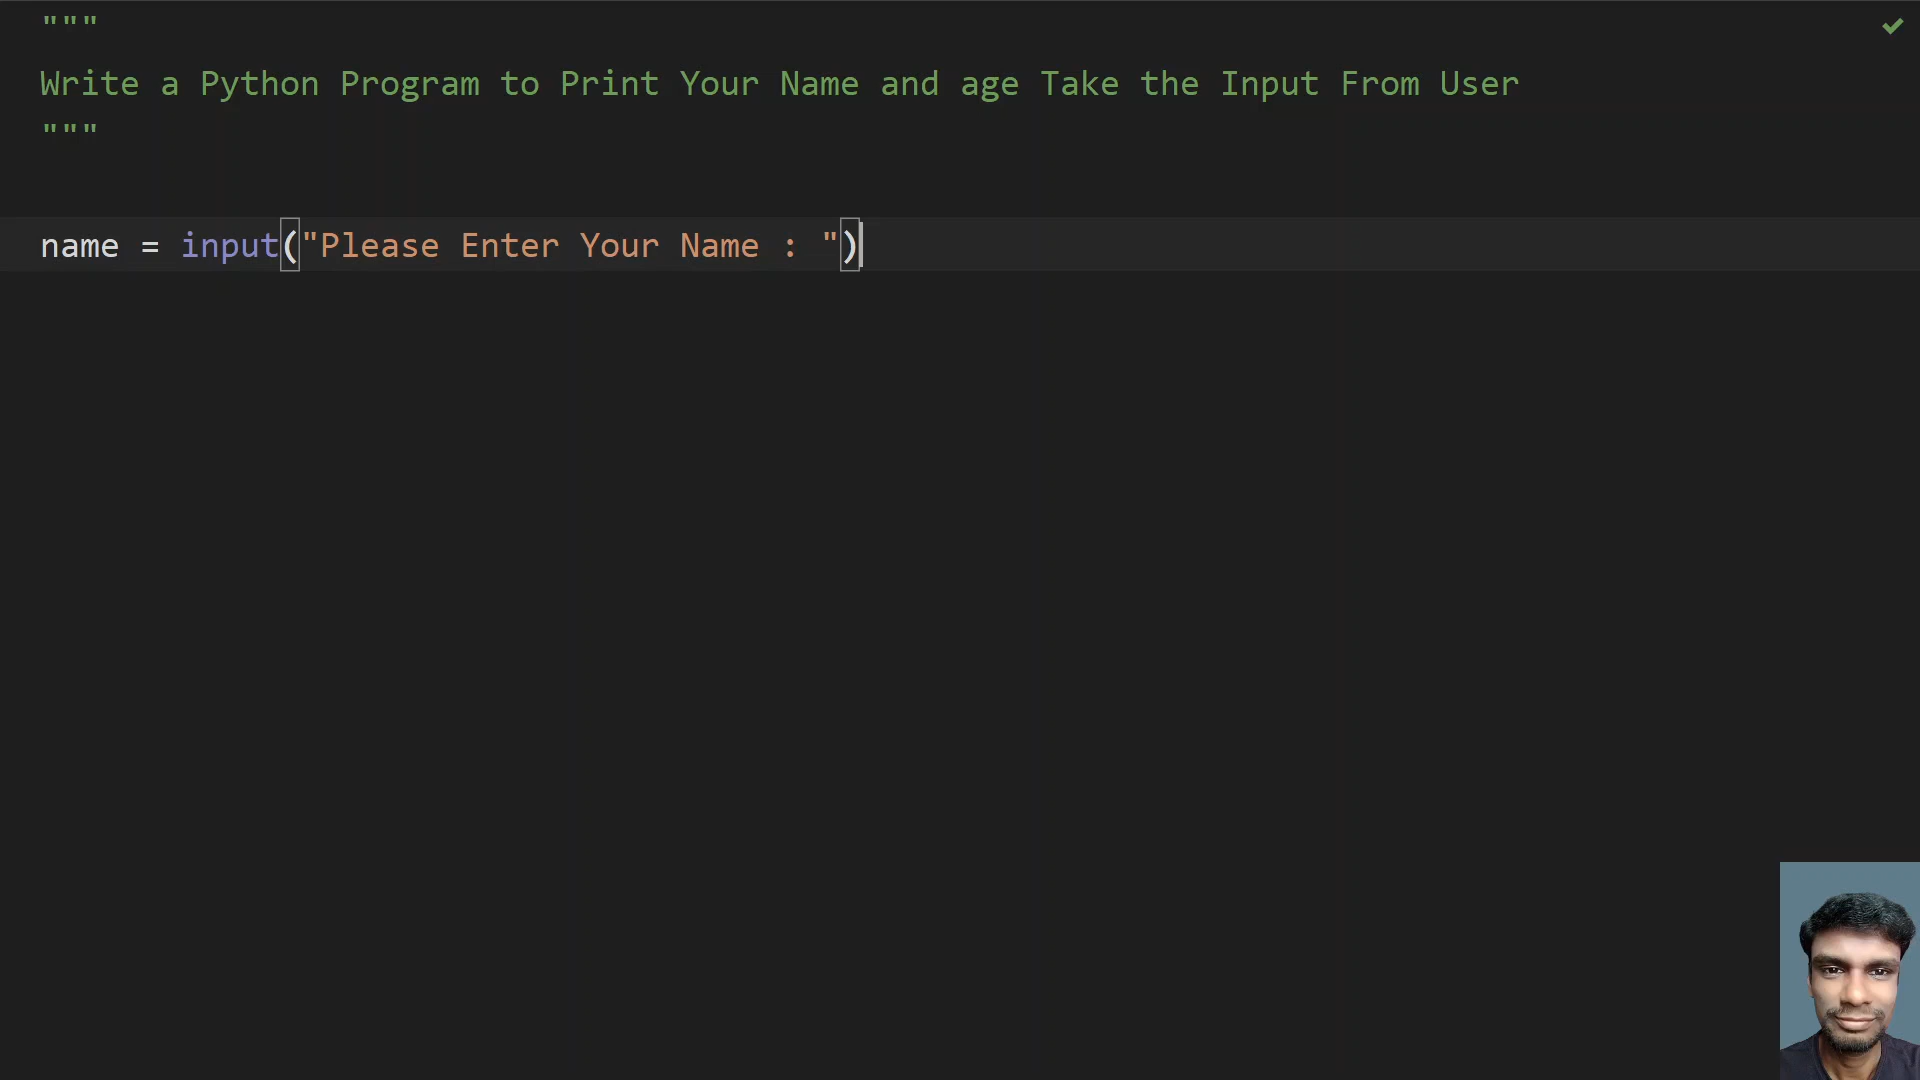 """
Write a Python Program to Print Your Name and age Take the Input From User
"""
name = input("Please Enter Your Name : ")